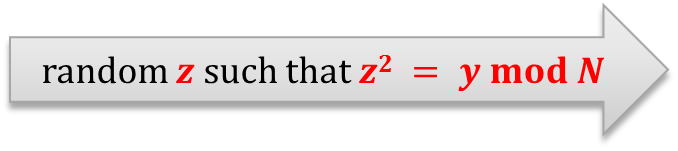 random z such that z² = y mod N